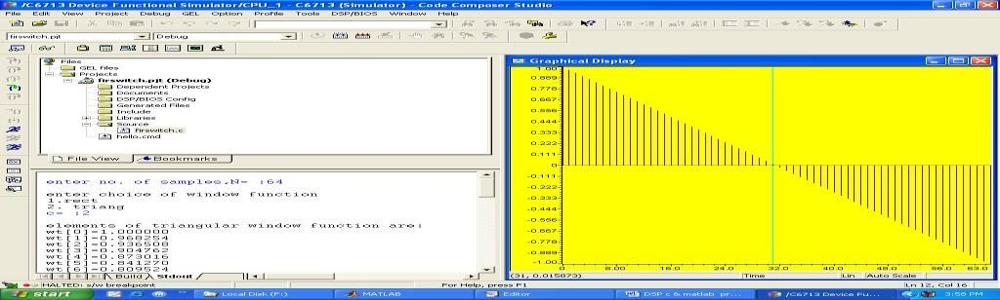 /C6713 Device Functional Simulator/CPU_1 - C6713 (Simulator) - Code Composer Studio
File Edit View Project Debug GEL Option Profile Tools DSP/BIOS Window Help
firswitch.pjt Debug
Files
GEL files
Projects
firswitch.pjt (Debug)
Dependent Projects
Documents
DSP/BIOS Config
Generated Files
Include
Libraries
Source
firswitch.c
hello.cmd
File View Bookmarks
enter no. of samples,N= :64
enter choice of window function
1.rect
2. triang
c= :2
elements of triangular window function are:
wt[0]=1.000000
wt[1]=0.968254
wt[2]=0.936508
wt[3]=0.904762
wt[4]=0.873016
wt[5]=0.841270
wt[6]=0.809524
Build Stdout
Graphical Display
1.00
0.889
0.778
0.666
0.555
0.444
0.333
0.222
0.111
0
-0.111
-0.222
-0.333
-0.444
-0.555
-0.666
-0.778
-0.889
-1.00
0 8.00 16.0 24.0 32.0 40.0 48.0 56.0 63.0
(31, 0.015873) Time Lin Auto Scale
HALTED: s/w breakpoint For Help, press F1 Ln 12, Col 16
start Local Disk (F:) MATLAB Editor DSP c & matlab pr... /C6713 Device Fu... 3:58 PM